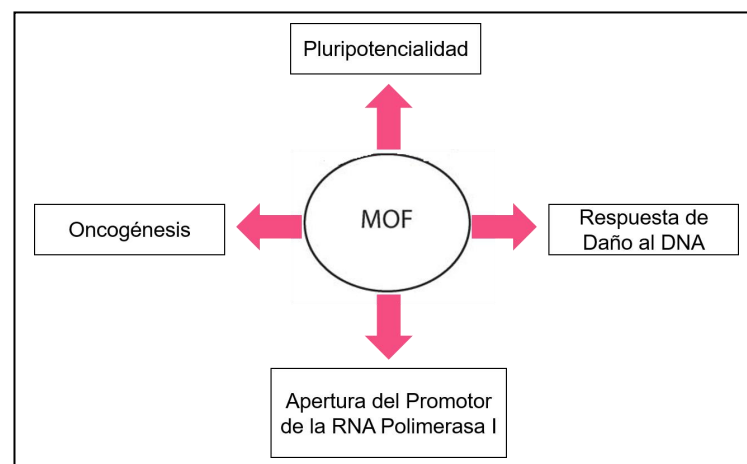 Pluripotencialidad
Oncogénesis
MOF
Respuesta de
Daño al DNA
Apertura del Promotor
de la RNA Polimerasa I